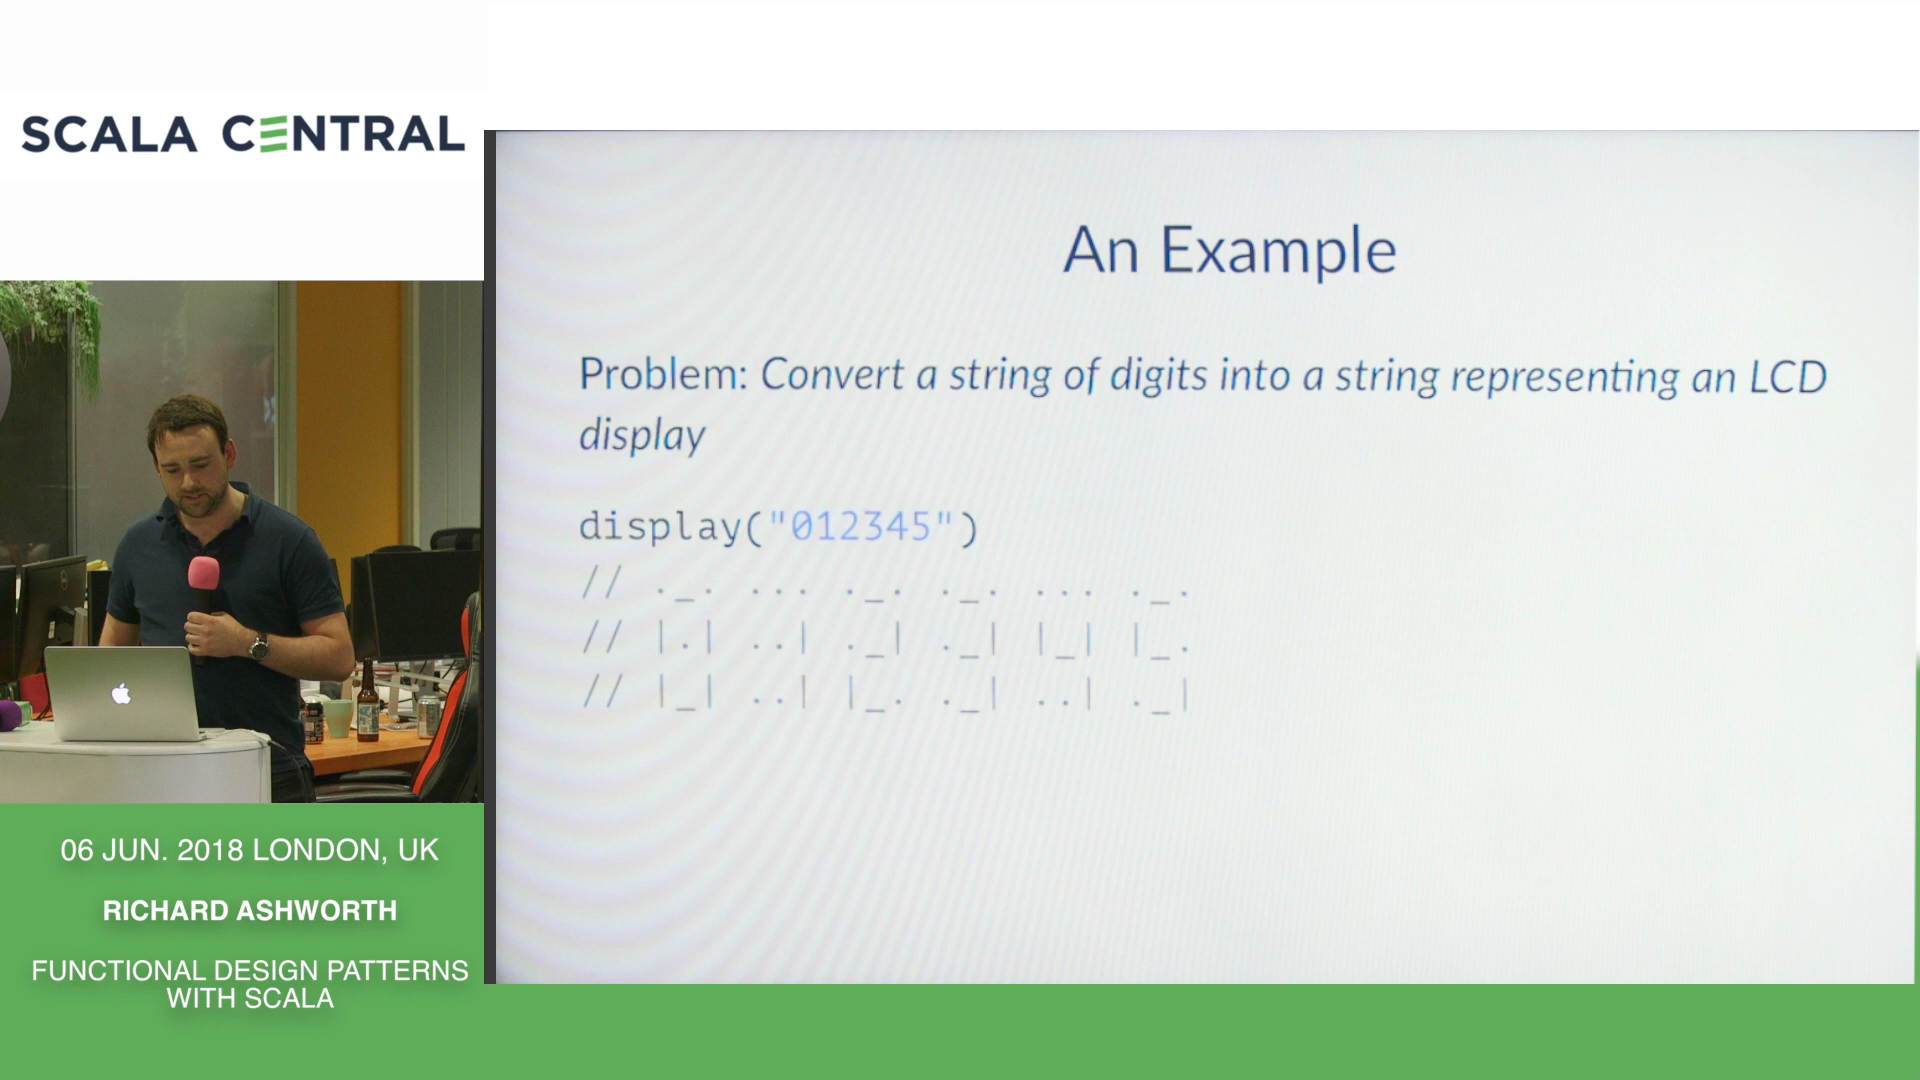 SCALA CENTRAL
An Example
Problem: Convert a string of digits into a string representing an LCD
display
display("012345")
// ._. ... ._. ._. ... ._.
// |.| ..| ._| ._| |_| |_.
// |_| ..| |_. ._| ..| ._|
06 JUN. 2018 LONDON, UK
RICHARD ASHWORTH
FUNCTIONAL DESIGN PATTERNS
WITH SCALA